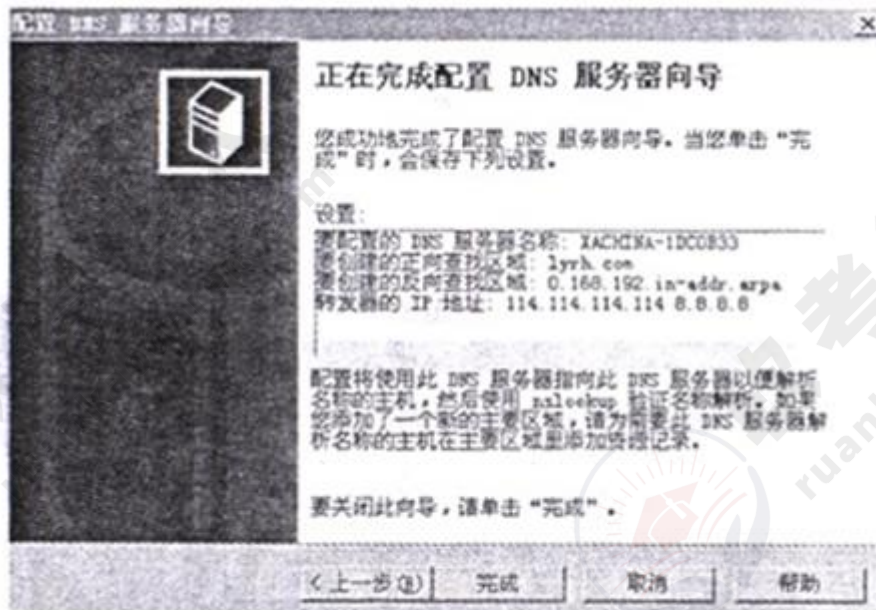 配置 DNS 服务器向导
正在完成配置 DNS 服务器向导
您成功地完成了配置 DNS 服务器向导。当您单击“完
成”时，会保存下列设置。
设置:
要配置的 DNS 服务器名称: XACHINA-1DC0B33
要创建的正向查找区域: lyrh.com
要创建的反向查找区域: 0.168.192.in-addr.arpa
转发器的 IP 地址: 114.114.114.114 8.8.8.8
配置将使用此 DNS 服务器指向此 DNS 服务器以便解析
名称的主机，然后使用 nslookup 验证名称解析。如果
您添加了一个新的主要区域，请为需要此 DNS 服务器解
析名称的主机在主要区域里添加资源记录。
要关闭此向导，请单击“完成”。
<上一步(B)
完成
取消
帮助